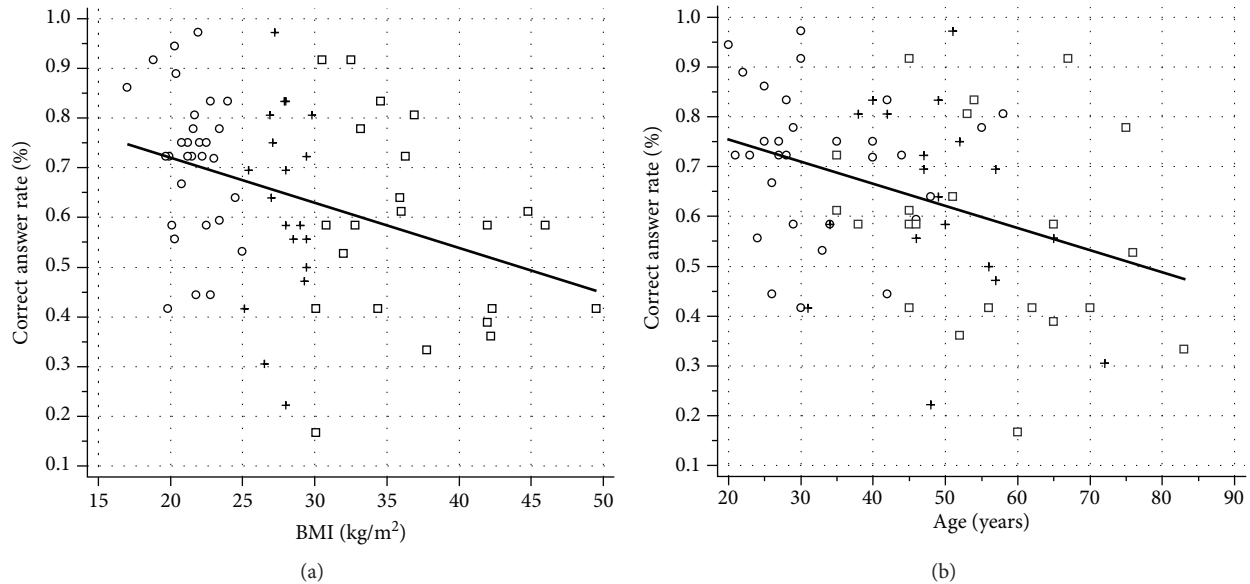 1.0
0.9
0.8
0.7
0.6
0.5
0.4
0.3
0.2
0.1
Correct answer rate (%)
15 20 25 30 35 40 45 50
BMI (kg/m²)
(a)
1.0
0.9
0.8
0.7
0.6
0.5
0.4
0.3
0.2
0.1
Correct answer rate (%)
20 30 40 50 60 70 80 90
Age (years)
(b)